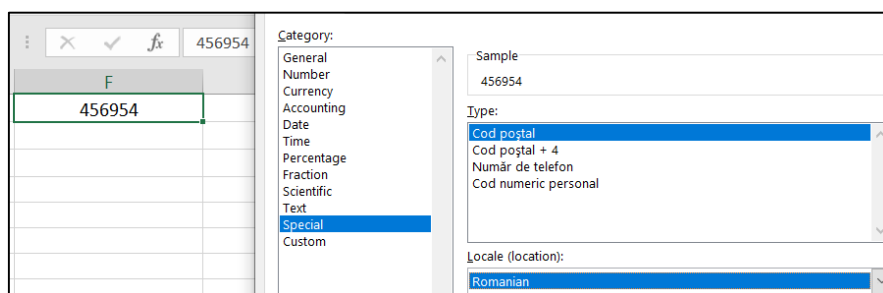 fx 456954
F
456954
Category:
General
Number
Currency
Accounting
Date
Time
Percentage
Fraction
Scientific
Text
Special
Custom
Sample
456954
Type:
Cod poştal
Cod poştal + 4
Număr de telefon
Cod numeric personal
Locale (location):
Romanian